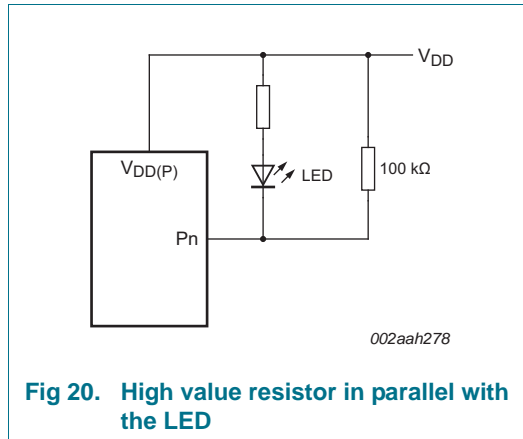 VDD
VDD(P)
LED
100 kΩ
Pn
002aah278
Fig 20. High value resistor in parallel with
the LED